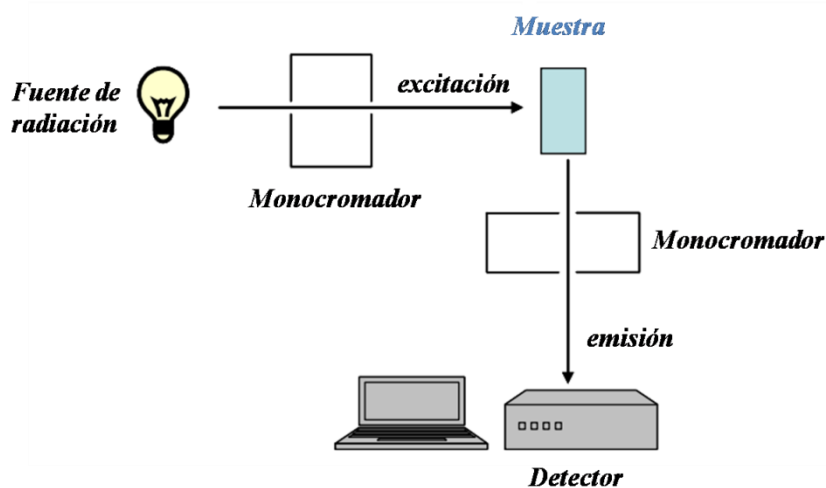 Muestra
Fuente de
radiación
excitación
Monocromador
Monocromador
emisión
Detector